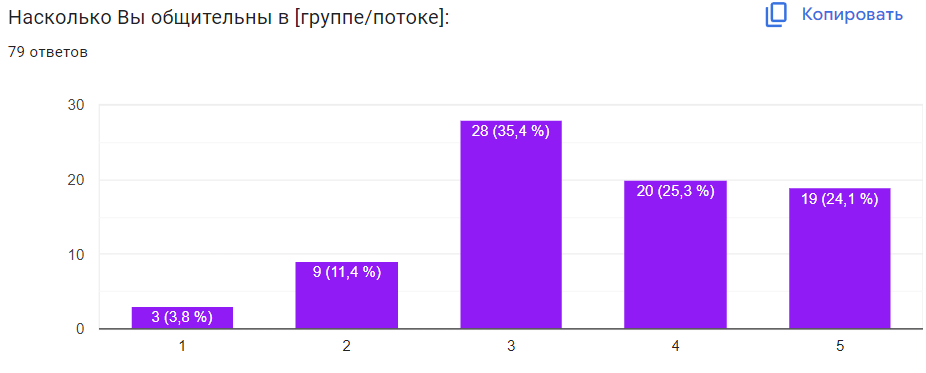 Насколько Вы общительны в [группе/потоке]:
Копировать
79 ответов
30
20
10
0
3 (3,8 %)
9 (11,4 %)
28 (35,4 %)
20 (25,3 %)
19 (24,1 %)
1 2 3 4 5